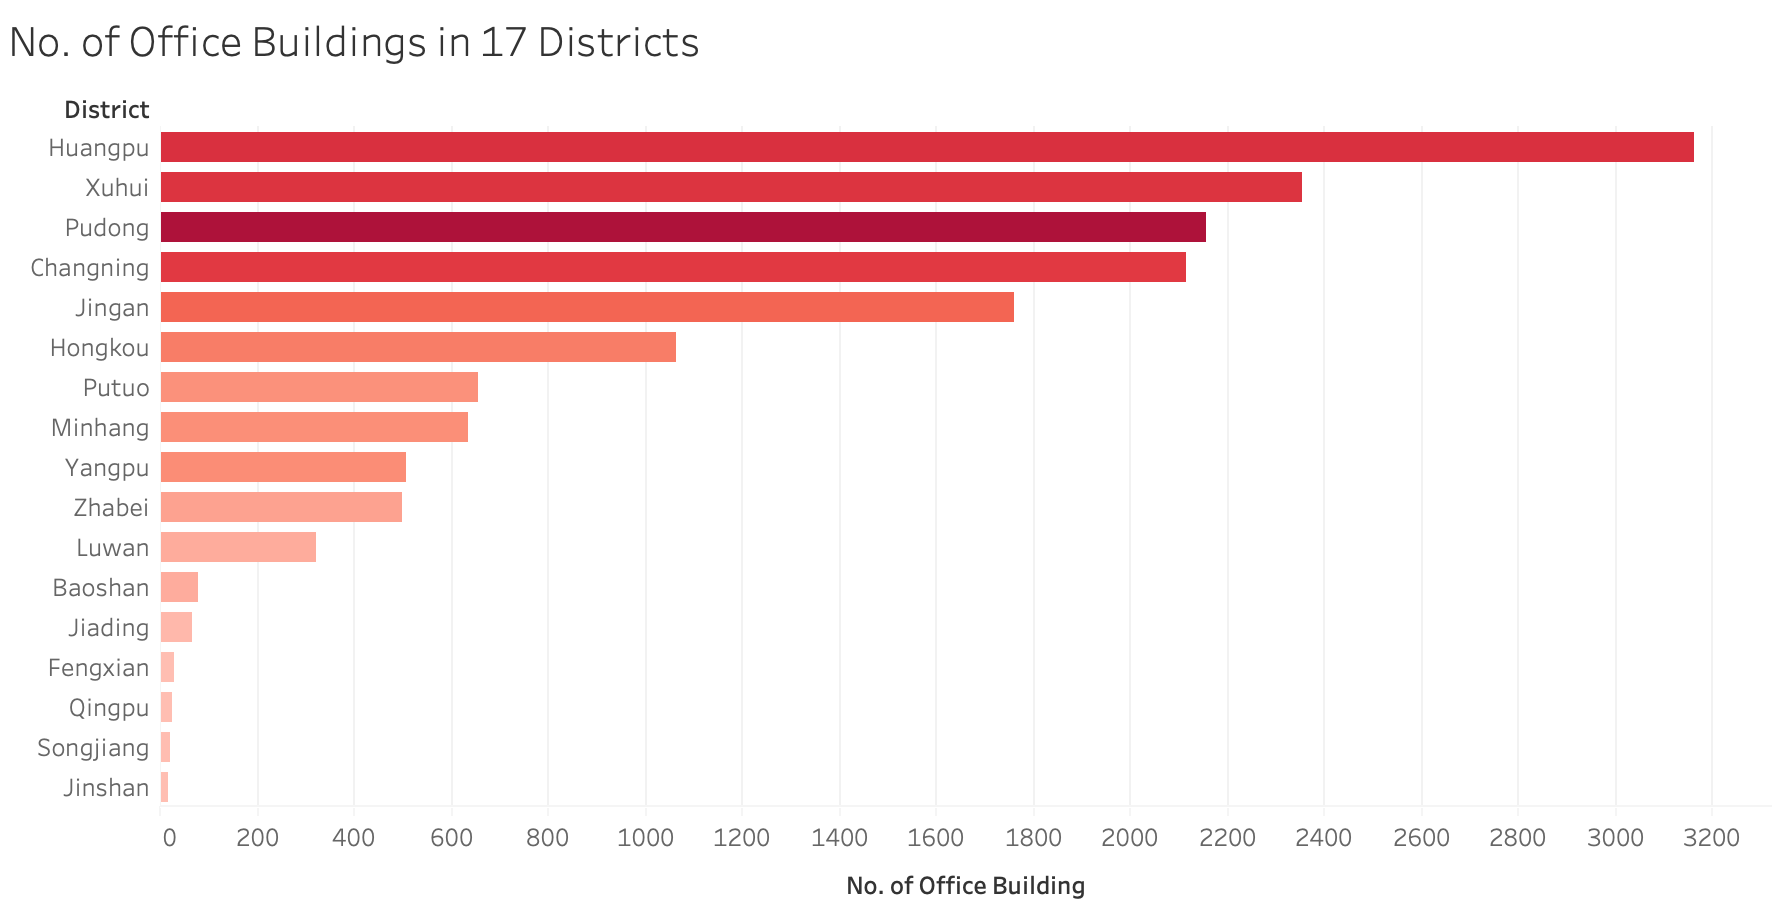 No. of Office Buildings in 17 Districts
District
Huangpu
Xuhui
Pudong
Changning
Jingan
Hongkou
Putuo
Minhang
Yangpu
Zhabei
Luwan
Baoshan
Jiading
Fengxian
Qingpu
Songjiang
Jinshan
0 200 400 600 800 1000 1200 1400 1600 1800 2000 2200 2400 2600 2800 3000 3200
No. of Office Building